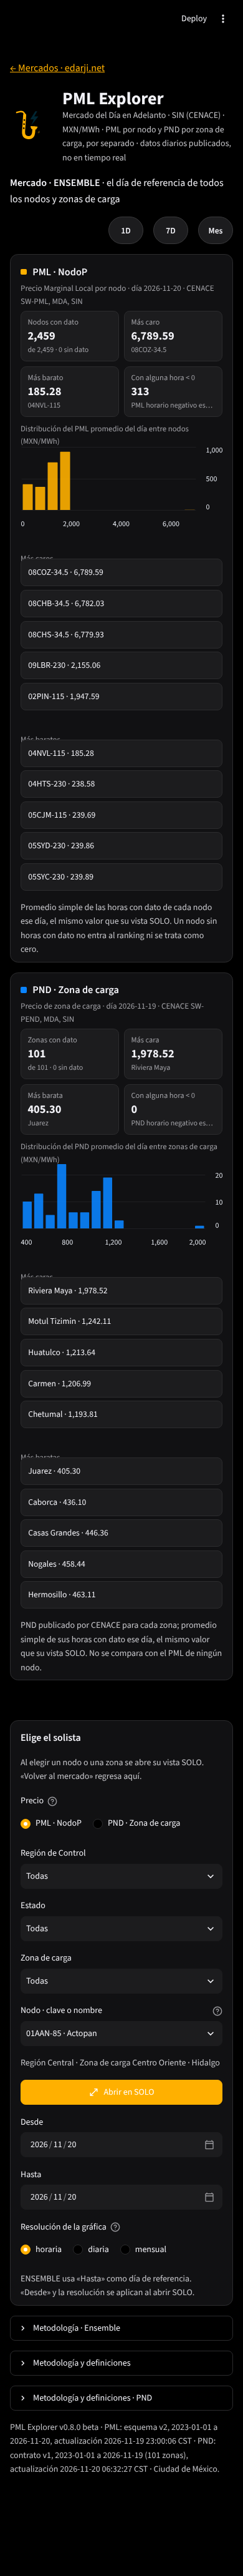 Deploy
← Mercados · edarji.net
PML Explorer
Mercado del Día en Adelanto · SIN (CENACE) ·
MXN/MWh · PML por nodo y PND por zona de
carga, por separado · datos diarios publicados,
no en tiempo real
Mercado · ENSEMBLE · el día de referencia de todos
los nodos y zonas de carga
1D
7D
Mes
PML · NodoP
Precio Marginal Local por nodo · día 2026-11-20 · CENACE
SW-PML, MDA, SIN
Nodos con dato
2,459
de 2,459 · 0 sin dato
Más caro
6,789.59
08COZ-34.5
Más barato
185.28
04NVL-115
Con alguna hora < 0
313
PML horario negativo es…
Distribución del PML promedio del día entre nodos
(MXN/MWh)
1,000
500
0
0 2,000 4,000 6,000
Más caros
08COZ-34.5 · 6,789.59
08CHB-34.5 · 6,782.03
08CHS-34.5 · 6,779.93
09LBR-230 · 2,155.06
02PIN-115 · 1,947.59
Más baratos
04NVL-115 · 185.28
04HTS-230 · 238.58
05CJM-115 · 239.69
05SYD-230 · 239.86
05SYC-230 · 239.89
Promedio simple de las horas con dato de cada nodo
ese día, el mismo valor que su vista SOLO. Un nodo sin
horas con dato no entra al ranking ni se trata como
cero.
PND · Zona de carga
Precio de zona de carga · día 2026-11-19 · CENACE SW-
PEND, MDA, SIN
Zonas con dato
101
de 101 · 0 sin dato
Más cara
1,978.52
Riviera Maya
Más barata
405.30
Juarez
Con alguna hora < 0
0
PND horario negativo es…
Distribución del PND promedio del día entre zonas de carga
(MXN/MWh)
20
10
0
400 800 1,200 1,600 2,000
Más caras
Riviera Maya · 1,978.52
Motul Tizimin · 1,242.11
Huatulco · 1,213.64
Carmen · 1,206.99
Chetumal · 1,193.81
Más baratas
Juarez · 405.30
Caborca · 436.10
Casas Grandes · 446.36
Nogales · 458.44
Hermosillo · 463.11
PND publicado por CENACE para cada zona; promedio
simple de sus horas con dato ese día, el mismo valor
que su vista SOLO. No se compara con el PML de ningún
nodo.
Elige el solista
Al elegir un nodo o una zona se abre su vista SOLO.
«Volver al mercado» regresa aquí.
Precio
PML · NodoP
PND · Zona de carga
Región de Control
Todas
Estado
Todas
Zona de carga
Todas
Nodo · clave o nombre
01AAN-85 · Actopan
Región Central · Zona de carga Centro Oriente · Hidalgo
Abrir en SOLO
Desde
2026 / 11 / 20
Hasta
2026 / 11 / 20
Resolución de la gráfica
horaria
diaria
mensual
ENSEMBLE usa «Hasta» como día de referencia.
«Desde» y la resolución se aplican al abrir SOLO.
Metodología · Ensemble
Metodología y definiciones
Metodología y definiciones · PND
PML Explorer v0.8.0 beta · PML: esquema v2, 2023-01-01 a
2026-11-20, actualización 2026-11-19 23:00:06 CST · PND:
contrato v1, 2023-01-01 a 2026-11-19 (101 zonas),
actualización 2026-11-20 06:32:27 CST · Ciudad de México.